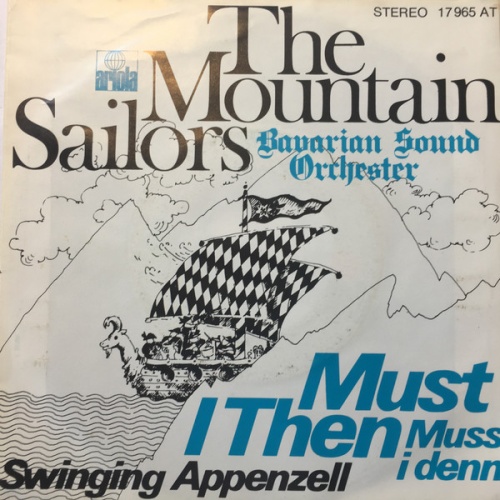 STEREO 17 965 AT
ariola
The
Mountain
Sailors
Bavarian Sound
Orchester
Must
I Then Muss
i denn
Swinging Appenzell